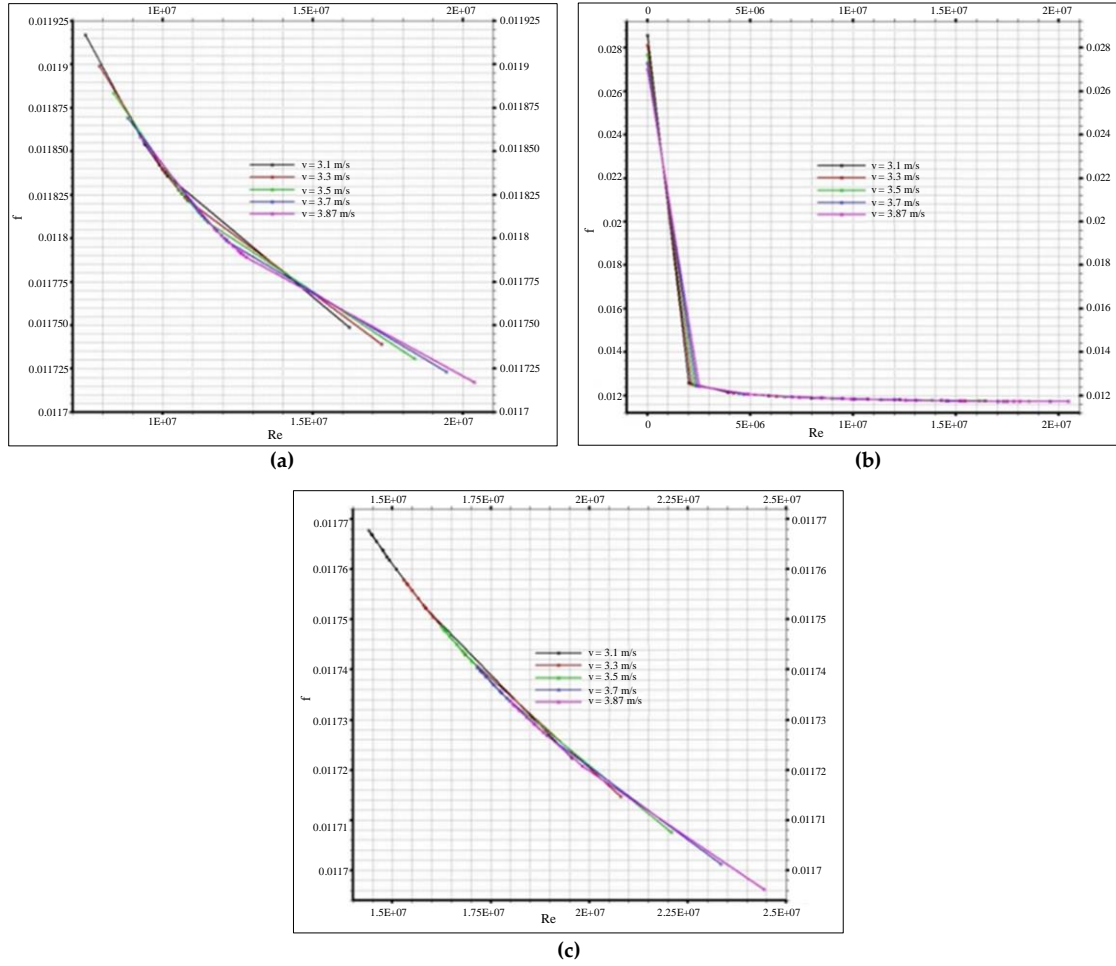 1E+07 1.5E+07 2E+07
0.011925 0.011925
0.0119 0.0119
0.011875 0.011875
0.011850 0.011850
v = 3.1 m/s
0.011825 v = 3.3 m/s 0.011825
v = 3.5 m/s
v = 3.7 m/s
f v = 3.87 m/s
0.0118 0.0118
0.011775 0.011775
0.011750 0.011750
0.011725 0.011725
0.0117 0.0117
1E+07 1.5E+07 2E+07
Re
(a)
0 5E+06 1E+07 1.5E+07 2E+07
0.028 0.028
0.026 0.026
0.024 0.024
v = 3.1 m/s
0.022 v = 3.3 m/s 0.022
v = 3.5 m/s
v = 3.7 m/s
0.02 v = 3.87 m/s 0.02
f
0.018 0.018
0.016 0.016
0.014 0.014
0.012 0.012
0 5E+06 1E+07 1.5E+07 2E+07
Re
(b)
1.5E+07 1.75E+07 2E+07 2.25E+07 25E+07
0.01177 0.01177
0.01176 0.01176
0.01175 0.01175
v = 3.1 m/s
0.01174 v = 3.3 m/s 0.01174
v = 3.5 m/s
v = 3.7 m/s
f v = 3.87 m/s
0.01173 0.01173
0.01172 0.01172
0.01171 0.01171
0.0117 0.0117
1.5E+07 1.75E+07 2E+07 2.25E+07 25E+07
Re
(c)